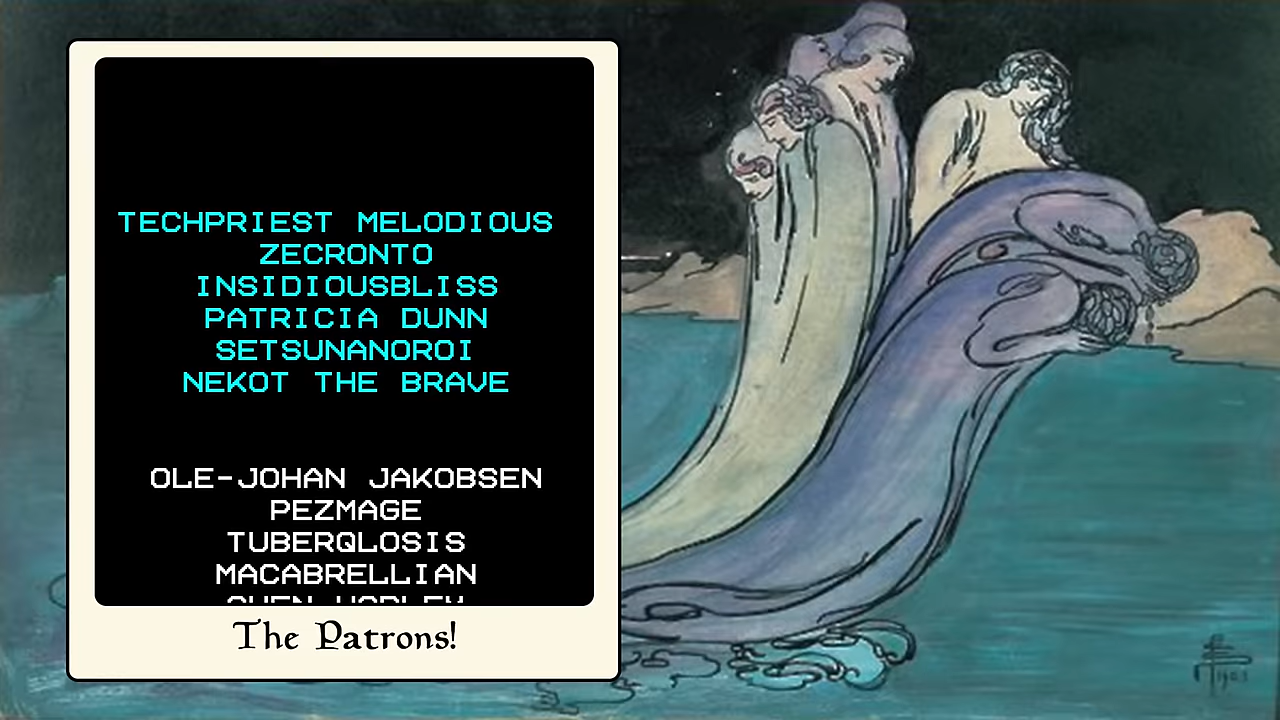 TECHPRIEST MELODIOUS
ZECRONTO
INSIDIOUSBLISS
PATRICIA DUNN
SETSUNANOROI
NEKOT THE BRAVE
OLE-JOHAN JAKOBSEN
PEZMAGE
TUBERQLOSIS
MACABRELLIAN
The Patrons!